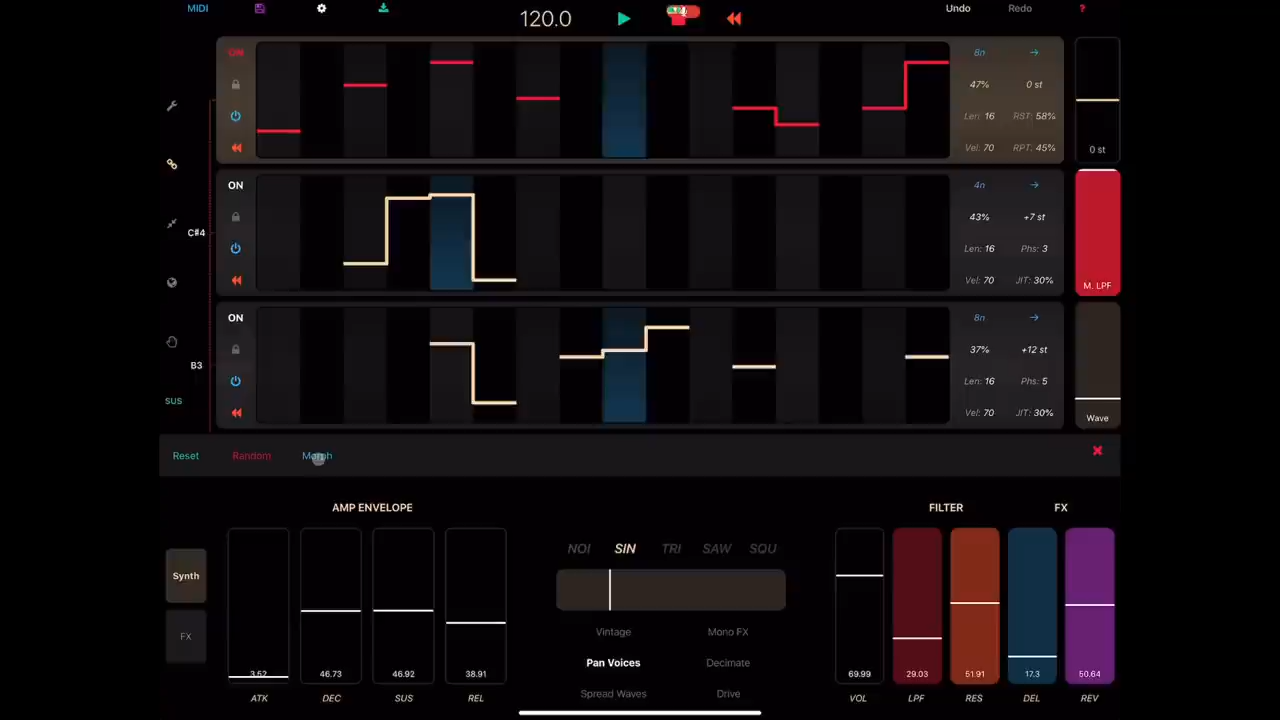 MIDI 120.0 Undo Redo ?
ON 8n →
47% 0 st
Len: 16 RST: 58%
Vel: 70 RPT: 45%
0 st
ON 4n →
C#4 43% +7 st
Len: 16 Phs: 3
Vel: 70 JIT: 30%
M. LPF
ON 8n →
37% +12 st
B3
Len: 16 Phs: 5
SUS
Vel: 70 JIT: 30%
Wave
Reset Random Morph
AMP ENVELOPE FILTER FX
NOI SIN TRI SAW SQU
Synth
Vintage Mono FX
FX
Pan Voices Decimate
3.52 46.73 46.92 38.91 69.99 29.03 51.91 17.3 50.64
Spread Waves Drive
ATK DEC SUS REL VOL LPF RES DEL REV